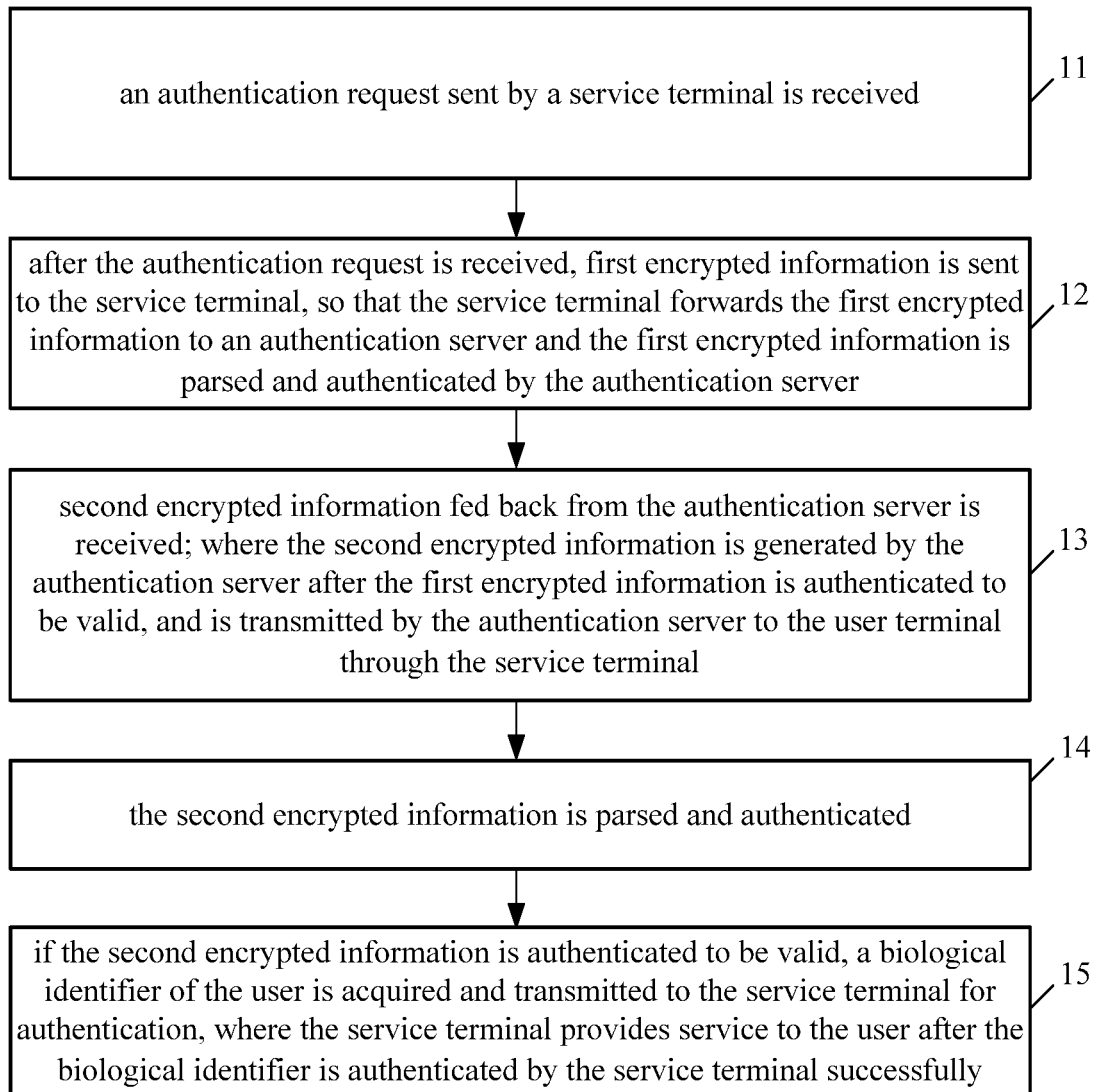 an authentication request sent by a service terminal is received
11
after the authentication request is received, first encrypted information is sent
to the service terminal, so that the service terminal forwards the first encrypted
information to an authentication server and the first encrypted information is
parsed and authenticated by the authentication server
12
second encrypted information fed back from the authentication server is
received; where the second encrypted information is generated by the
authentication server after the first encrypted information is authenticated to
be valid, and is transmitted by the authentication server to the user terminal
through the service terminal
13
the second encrypted information is parsed and authenticated
14
if the second encrypted information is authenticated to be valid, a biological
identifier of the user is acquired and transmitted to the service terminal for
authentication, where the service terminal provides service to the user after the
biological identifier is authenticated by the service terminal successfully
15